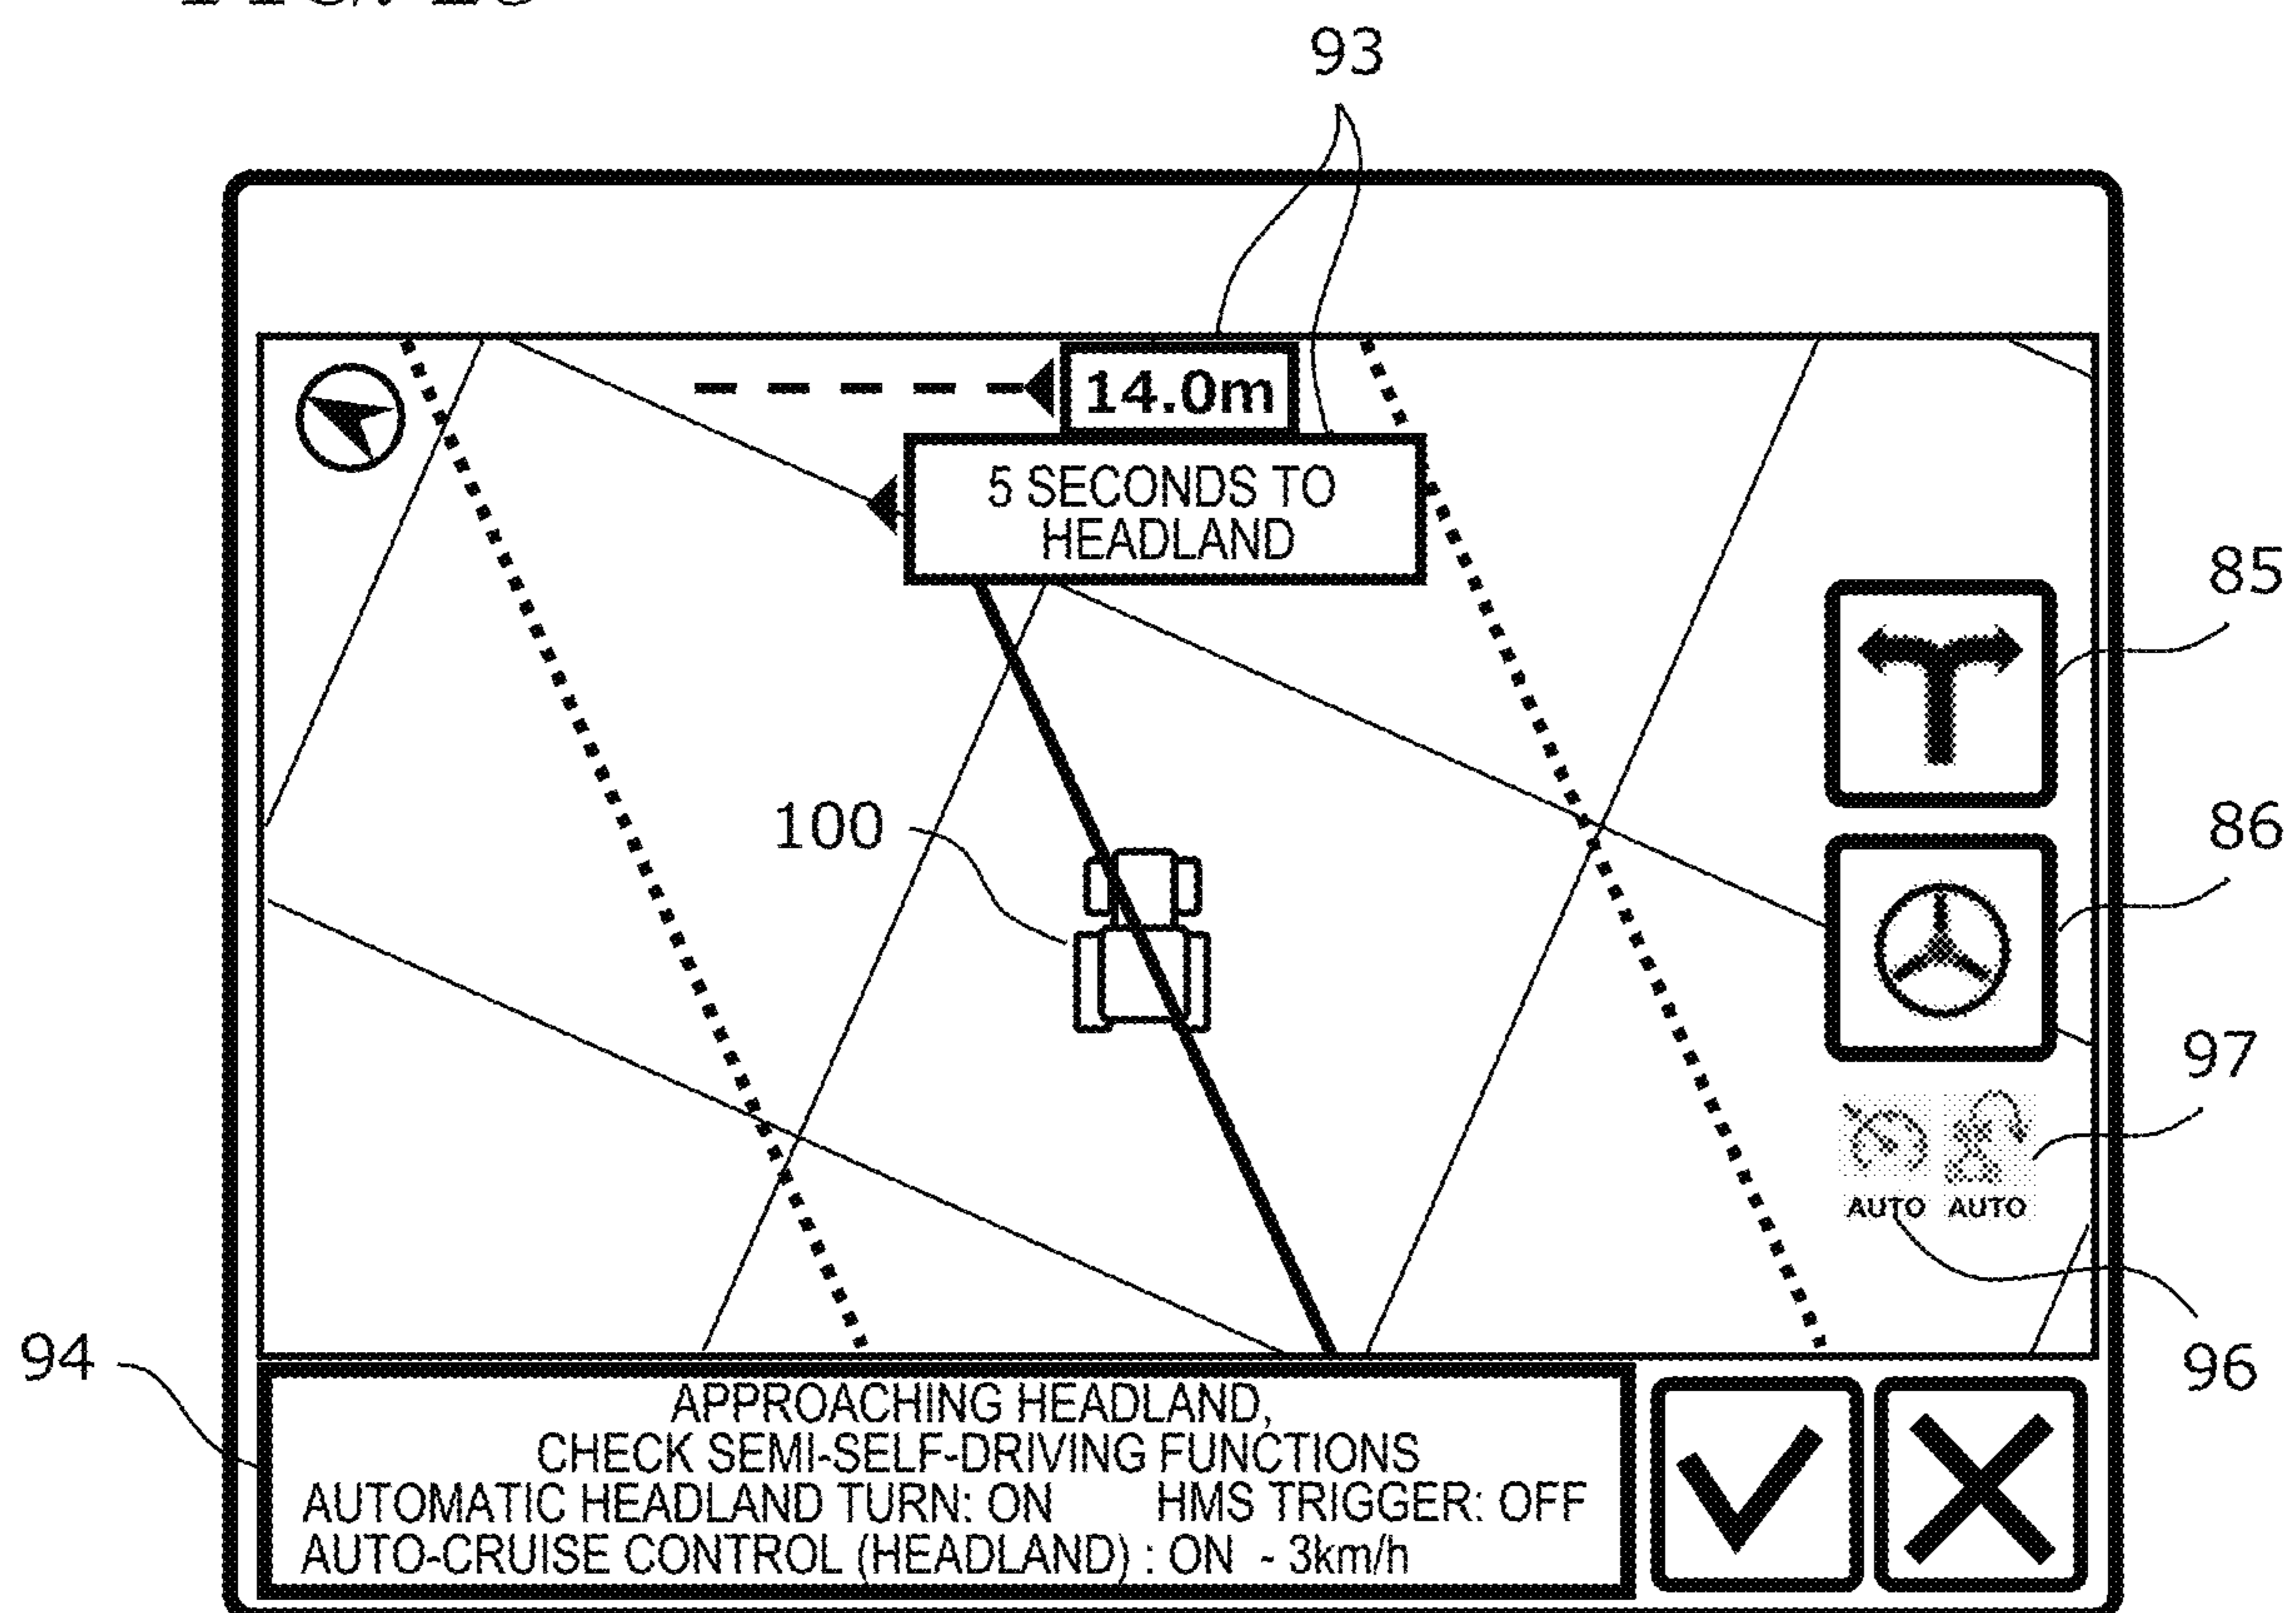 93
14.0m
5 SECONDS TO
HEADLAND
85
100
86
97
AUTO AUTO
94
96
APPROACHING HEADLAND,
CHECK SEMI-SELF-DRIVING FUNCTIONS
AUTOMATIC HEADLAND TURN: ON HMS TRIGGER: OFF
AUTO-CRUISE CONTROL (HEADLAND) : ON - 3km/h